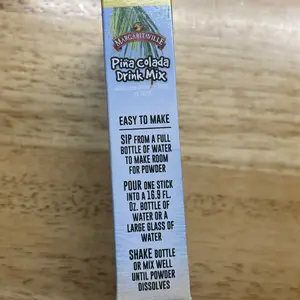 MARGARITAVILLE
Piña Colada
Drink Mix
EASY TO MAKE
SIP FROM A FULL
BOTTLE OF WATER
TO MAKE ROOM
FOR POWDER
POUR ONE STICK
INTO A 16.9 FL.
OZ. BOTTLE OF
WATER OR A
LARGE GLASS OF
WATER
SHAKE BOTTLE
OR MIX WELL
UNTIL POWDER
DISSOLVES